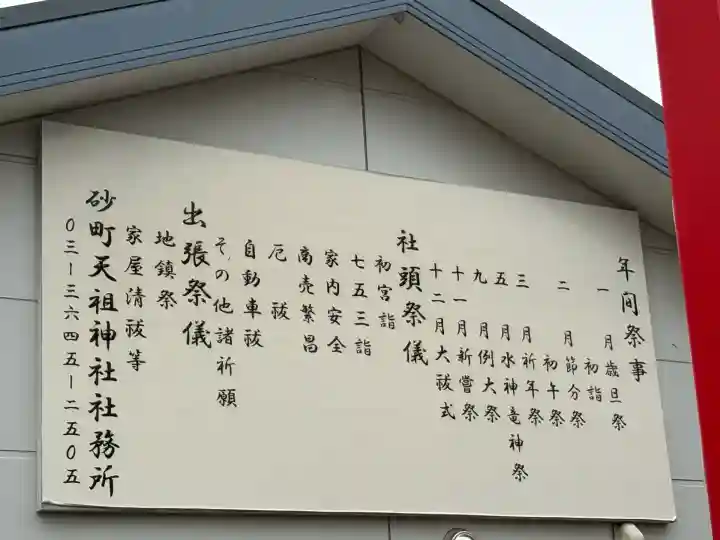 年间祭事
一月歳旦祭
初詣
二月節分祭
初午祭
三月祈年祭
五月水神竜神祭
九月例大祭
十一月新嘗祭
十二月大祓式
社頭祭儀
初宮詣
七五三詣
家内安全
商売繁昌
厄祓
自動車祓
その他諸祈願
出張祭儀
地鎮祭
家屋清祓等
砂町天祖神社社務所
〇三ー三六四五ー二五〇五